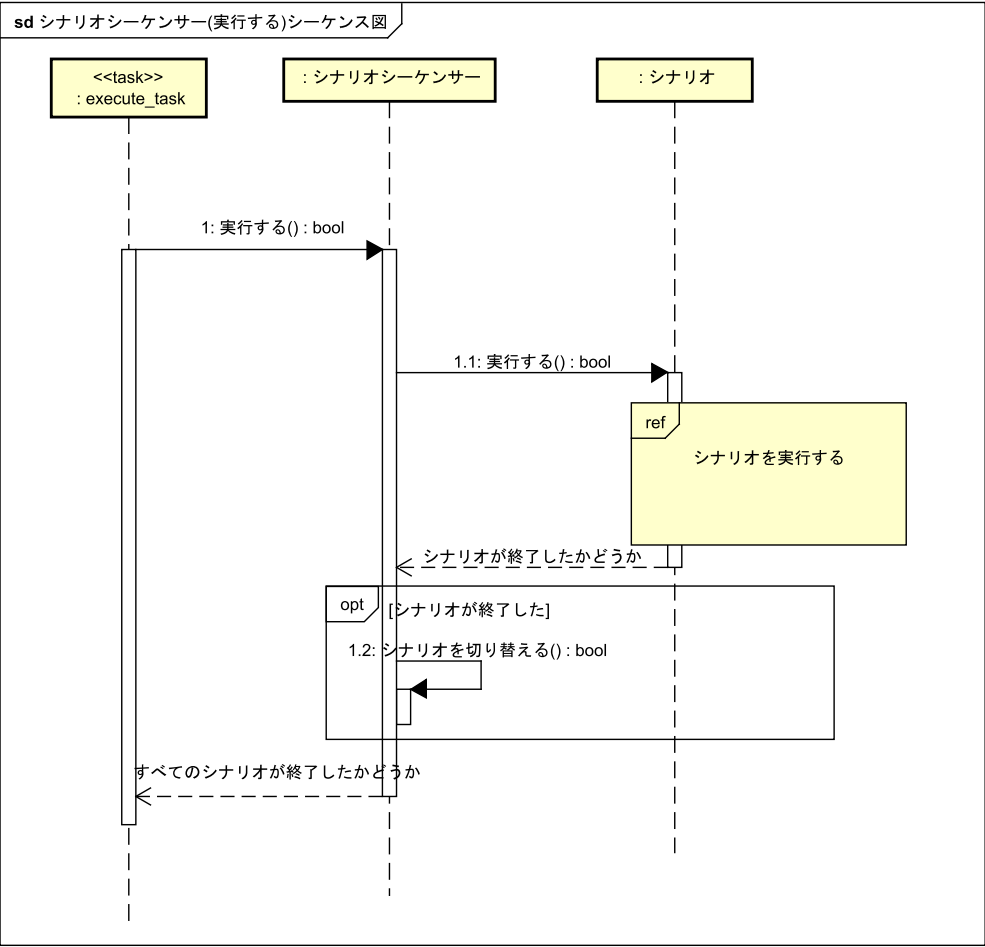 sd シナリオシーケンサー(実行する)シーケンス図
<<task>>
: execute_task
: シナリオシーケンサー
: シナリオ
1: 実行する() : bool
1.1: 実行する() : bool
ref
シナリオを実行する
シナリオが終了したかどうか
opt
[シナリオが終了した]
1.2: シナリオを切り替える() : bool
すべてのシナリオが終了したかどうか